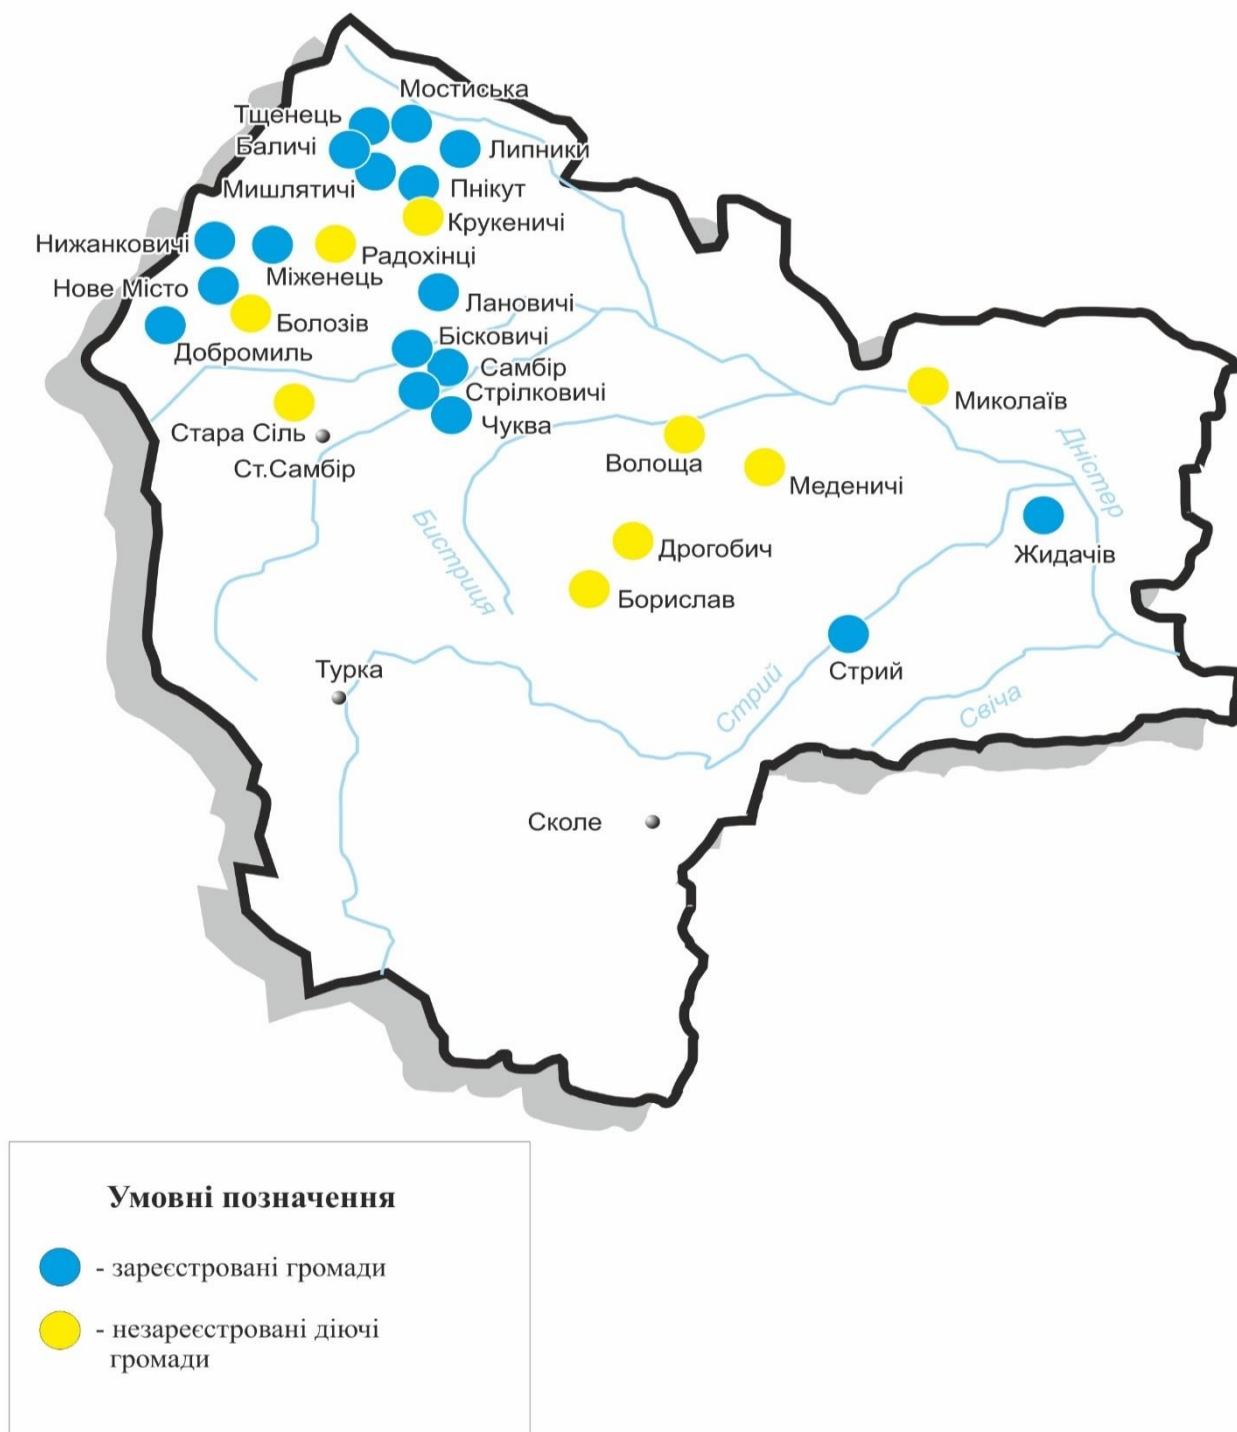 Мостиська
Тщенець
Баличі
Липники
Мишлятичі
Пнікут
Крукеничі
Нижанковичі
Радохінці
Міженець
Нове Місто
Лановичі
Болозів
Бісковичі
Добромиль
Самбір
Стрілковичі
Миколаїв
Чуква
Стара Сіль
Ст.Самбір
Волоща
Меденичі
Дністер
Бистриця
Дрогобич
Жидачів
Борислав
Турка
Стрий
Стрий
Свіча
Сколе
Умовні позначення
- зареєстровані громади
- незареєстровані діючі
громади